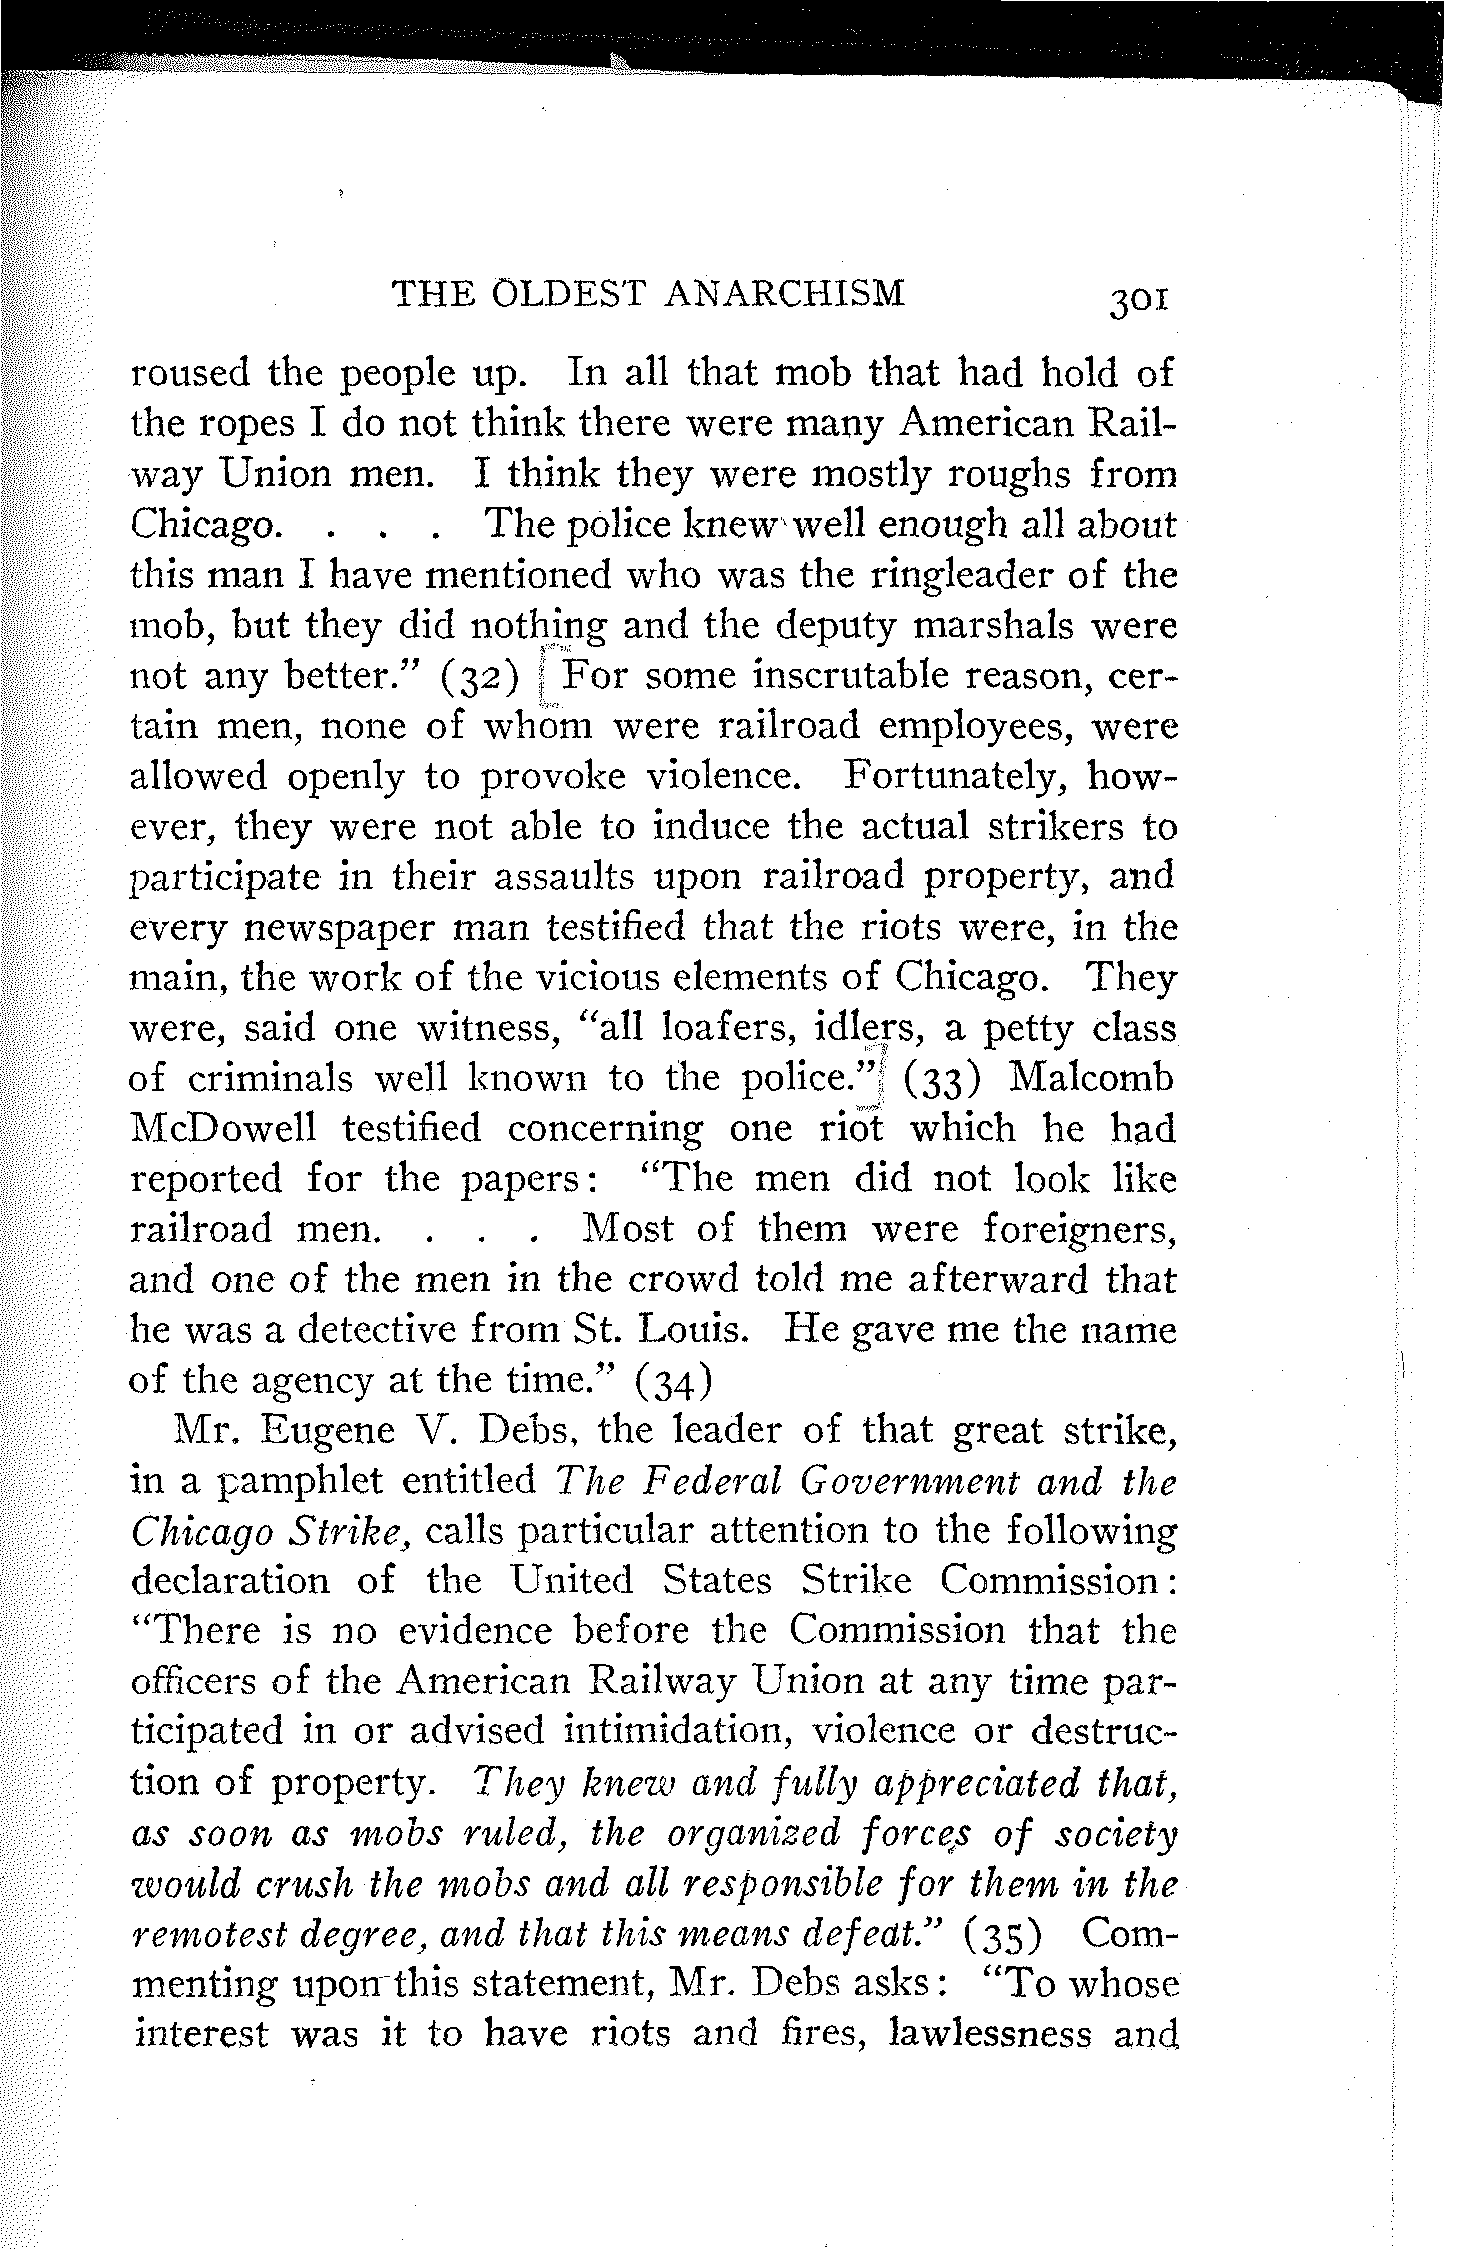 THE OLDEST ANARCHISM 301
roused the people up. In all that mob that had hold of
the ropes I do not think there were many American Rail-
way Union men. I think they were mostly roughs from
Chicago. . . . The police knew well enough all about
this man I have mentioned who was the ringleader of the
mob, but they did nothing and the deputy marshals were
not any better.” (32) [For some inscrutable reason, cer-
tain men, none of whom were railroad employees, were
allowed openly to provoke violence. Fortunately, how-
ever, they were not able to induce the actual strikers to
participate in their assaults upon railroad property, and
every newspaper man testified that the riots were, in the
main, the work of the vicious elements of Chicago. They
were, said one witness, “all loafers, idlers, a petty class
of criminals well known to the police.”] (33) Malcomb
McDowell testified concerning one riot which he had
reported for the papers: “The men did not look like
railroad men. . . . Most of them were foreigners,
and one of the men in the crowd told me afterward that
he was a detective from St. Louis. He gave me the name
of the agency at the time.” (34)
Mr. Eugene V. Debs, the leader of that great strike,
in a pamphlet entitled The Federal Government and the
Chicago Strike, calls particular attention to the following
declaration of the United States Strike Commission:
“There is no evidence before the Commission that the
officers of the American Railway Union at any time par-
ticipated in or advised intimidation, violence or destruc-
tion of property. They knew and fully appreciated that,
as soon as mobs ruled, the organized forces of society
would crush the mobs and all responsible for them in the
remotest degree, and that this means defeat.” (35) Com-
menting upon this statement, Mr. Debs asks: “To whose
interest was it to have riots and fires, lawlessness and